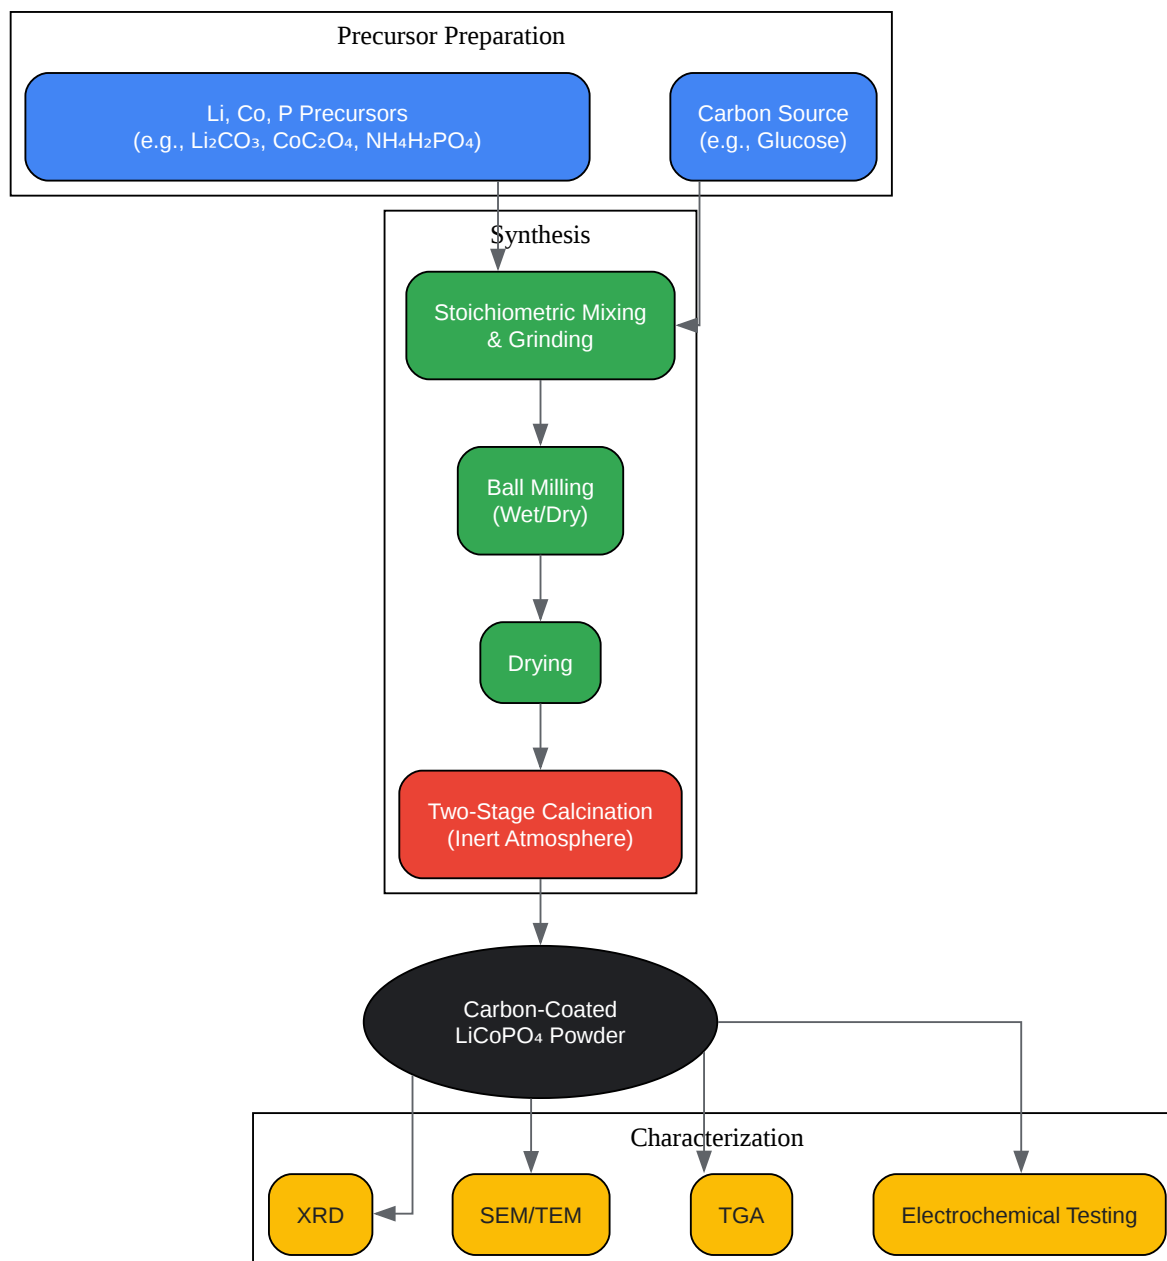 Precursor Preparation
Li, Co, P Precursors
(e.g., Li₂CO₃, CoC₂O₄, NH₄H₂PO₄)
Carbon Source
(e.g., Glucose)
Synthesis
Stoichiometric Mixing
& Grinding
Ball Milling
(Wet/Dry)
Drying
Two-Stage Calcination
(Inert Atmosphere)
Carbon-Coated
LiCoPO₄ Powder
Characterization
XRD
SEM/TEM
TGA
Electrochemical Testing